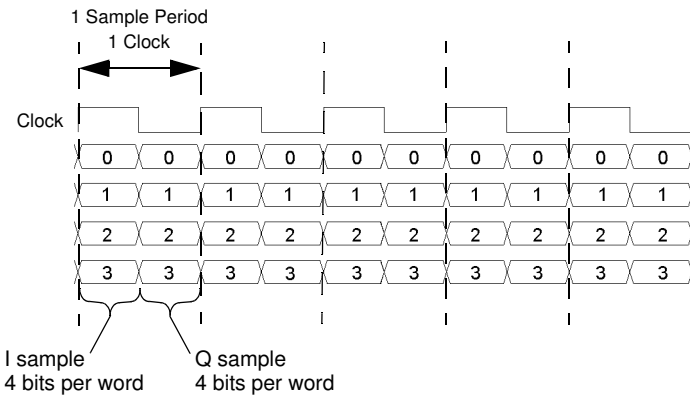 1 Sample Period
1 Clock
Clock
0 0 0 0 0 0 0 0 0 0
1 1 1 1 1 1 1 1 1 1
2 2 2 2 2 2 2 2 2 2
3 3 3 3 3 3 3 3 3 3
I sample Q sample
4 bits per word 4 bits per word